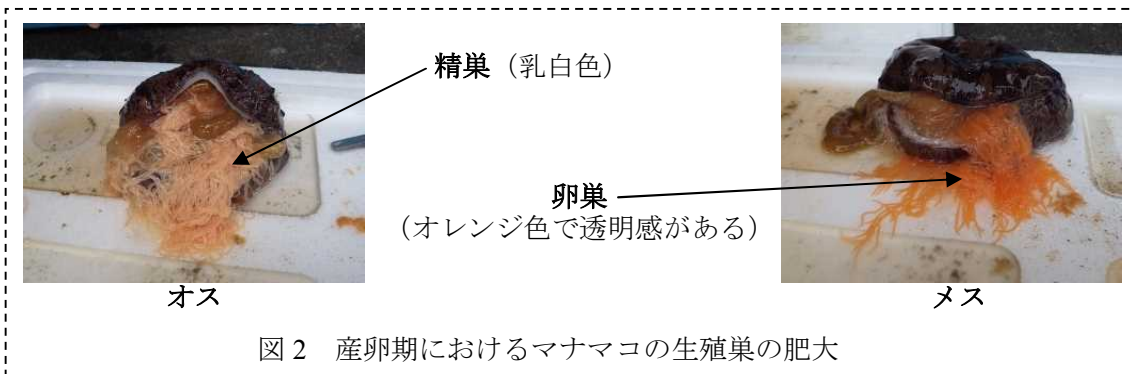 精巣（乳白色）
卵巣
（オレンジ色で透明感がある）
オス
メス
図 2　産卵期におけるマナマコの生殖巣の肥大